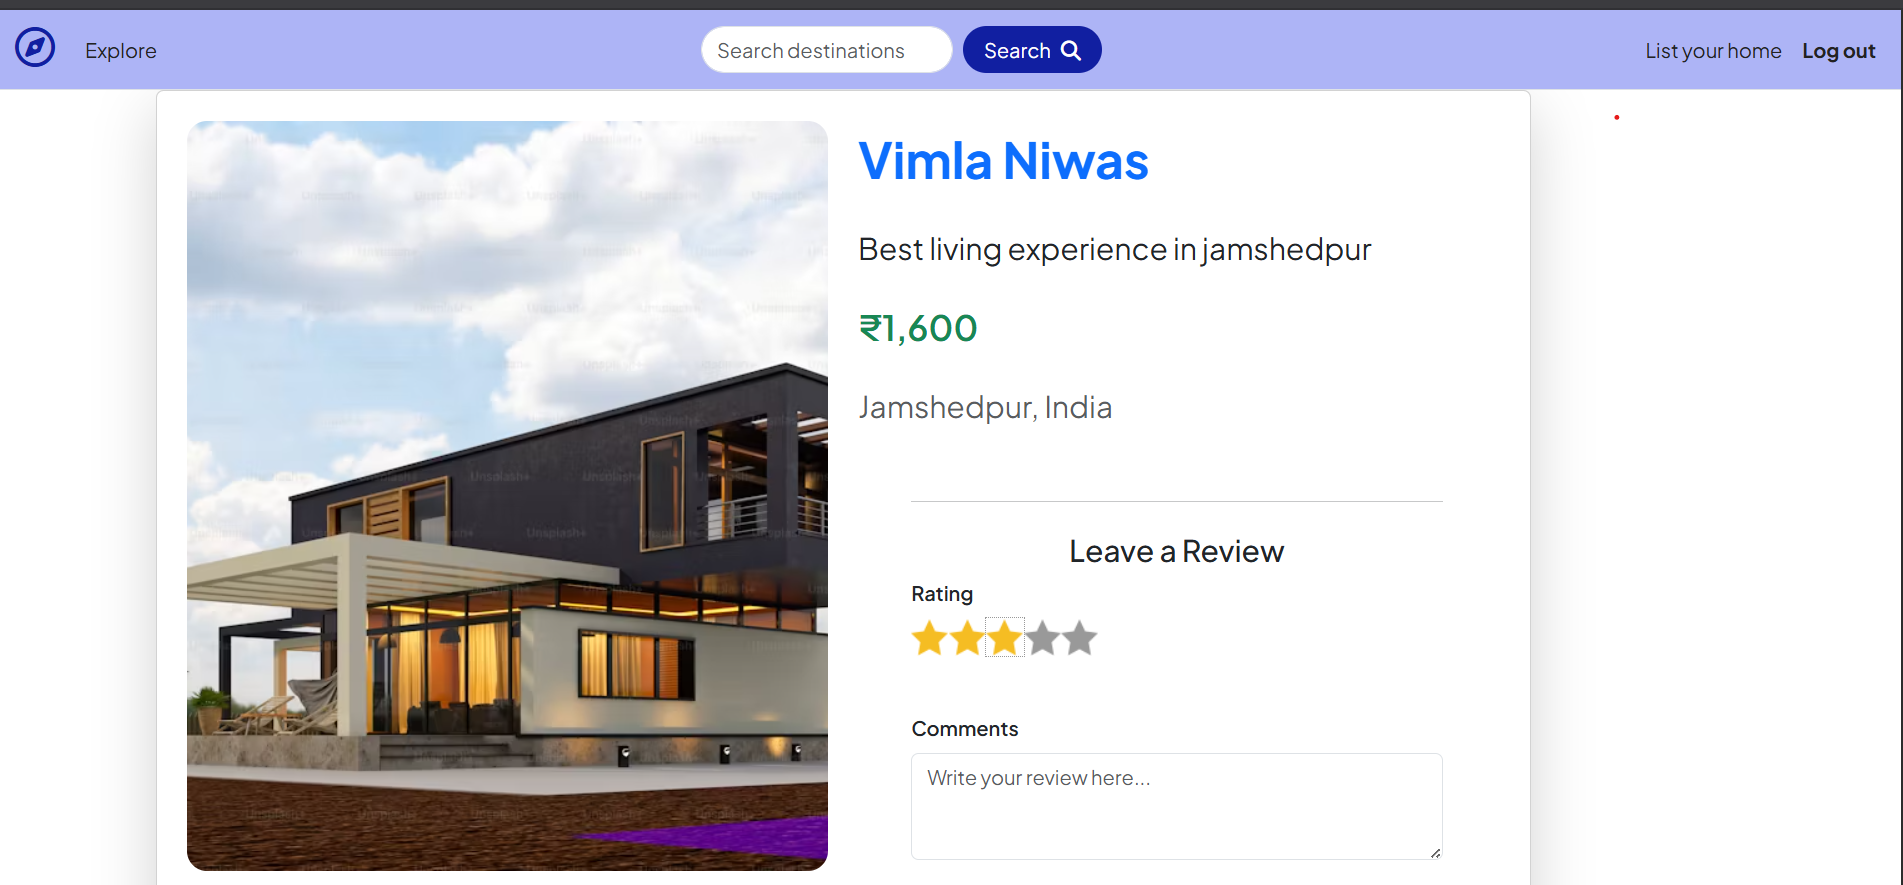 Explore
Search destinations
Search
List your home
Log out
Vimla Niwas
Best living experience in jamshedpur
₹1,600
Jamshedpur, India
Leave a Review
Rating
Comments
Write your review here...
Unsplash+